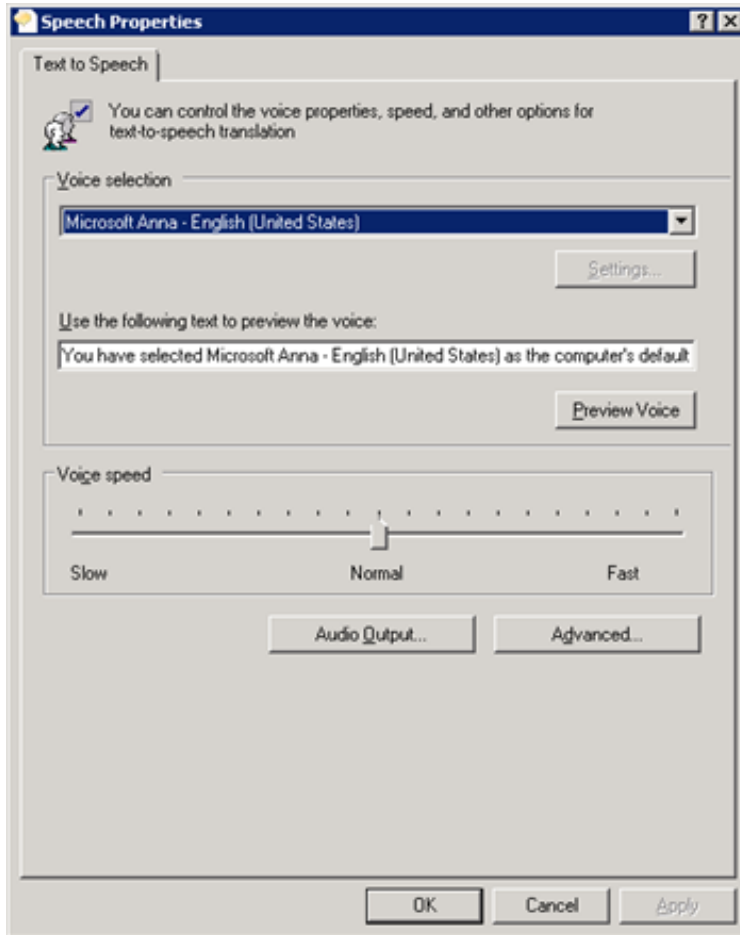 Speech Properties
Text to Speech
You can control the voice properties, speed, and other options for
text-to-speech translation
Voice selection
Microsoft Anna - English (United States)
Settings...
Use the following text to preview the voice:
You have selected Microsoft Anna - English (United States) as the computer's default
Preview Voice
Voice speed
Slow Normal Fast
Audio Output... Advanced...
OK Cancel Apply